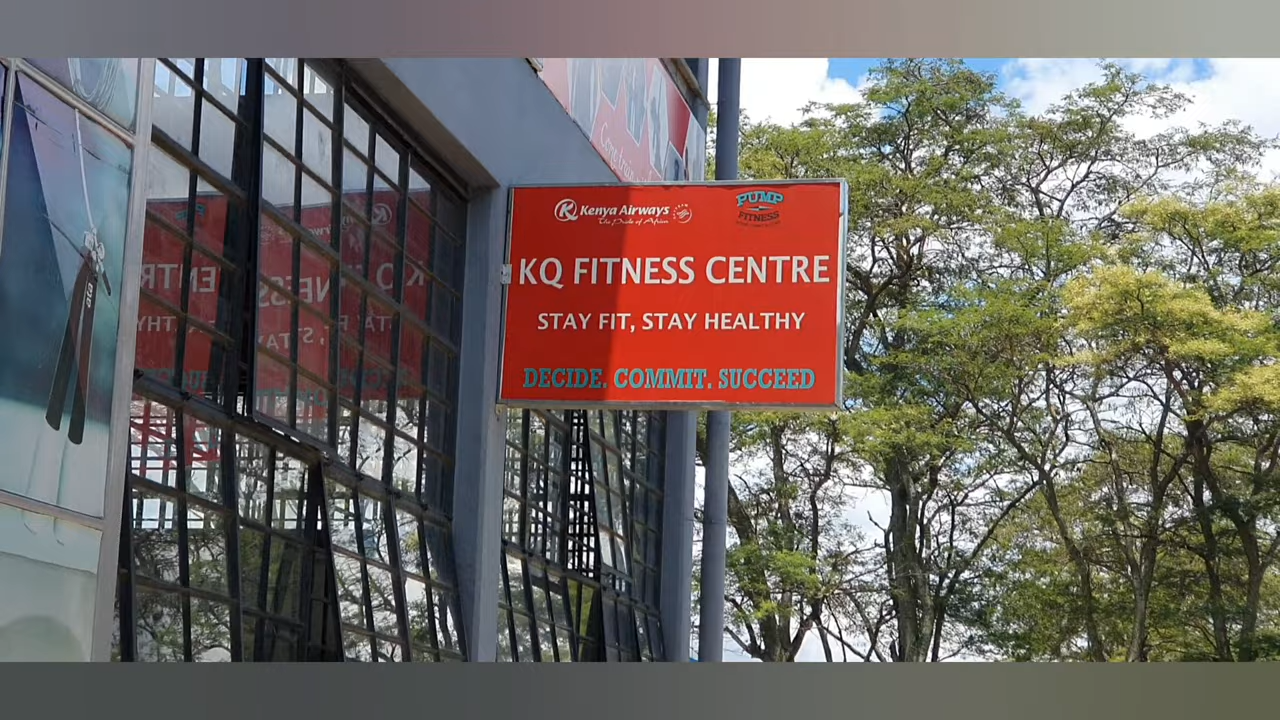 Kenya Airways
The Pride of Africa
PUMP
FITNESS
KQ FITNESS CENTRE
STAY FIT, STAY HEALTHY
DECIDE. COMMIT. SUCCEED